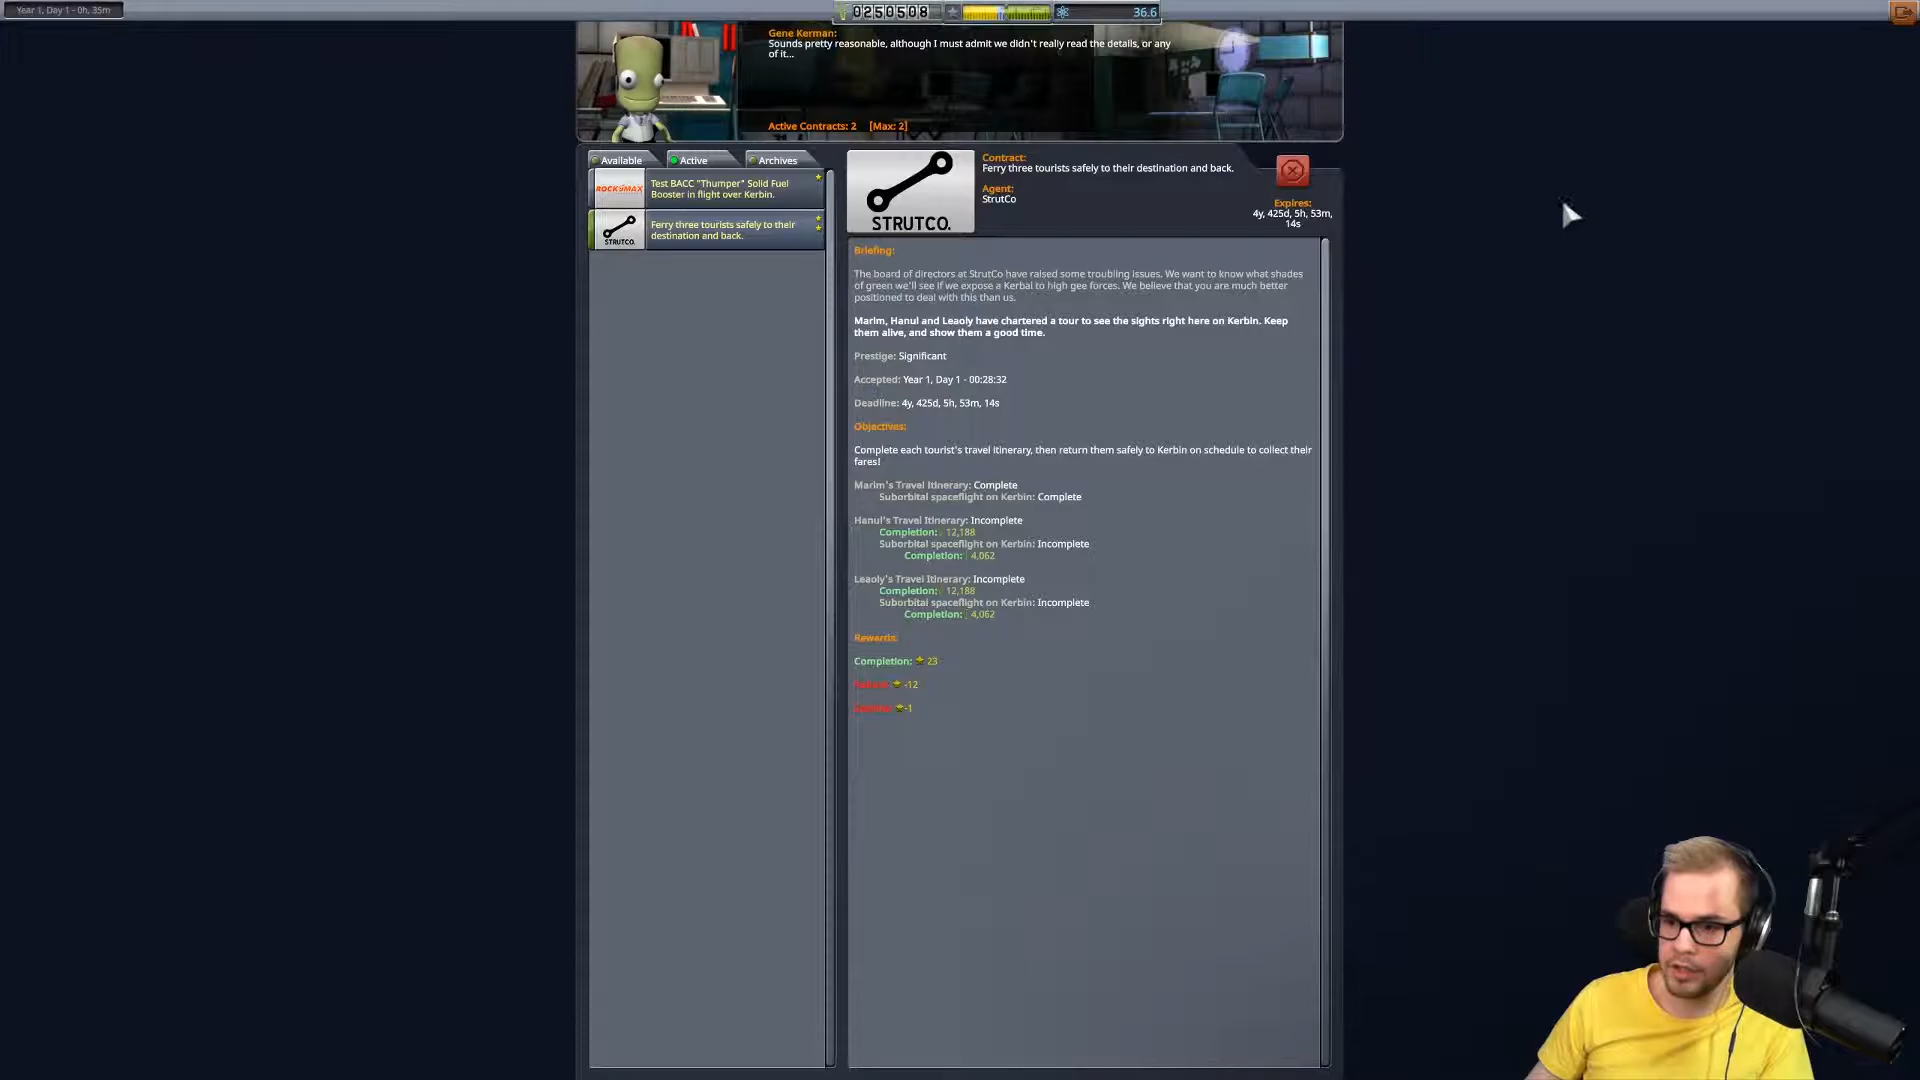 Year 1, Day 1 - 0h, 35m
0250508
36.6
Gene Kerman:
Sounds pretty reasonable, although I must admit we didn't really read the details, or any
of it...
Active Contracts: 2 [Max: 2]
Available
Active
Archives
ROCKOMAX
Test BACC "Thumper" Solid Fuel
Booster in flight over Kerbin.
STRUTCO.
Ferry three tourists safely to their
destination and back.
STRUTCO.
Contract:
Ferry three tourists safely to their destination and back.
Agent:
StrutCo
Expires:
4y, 425d, 5h, 53m,
14s
Briefing:
The board of directors at StrutCo have raised some troubling issues. We want to know what shades
of green we'll see if we expose a Kerbal to high gee forces. We believe that you are much better
positioned to deal with this than us.
Marim, Hanul and Leaoly have chartered a tour to see the sights right here on Kerbin. Keep
them alive, and show them a good time.
Prestige: Significant
Accepted: Year 1, Day 1 - 00:28:32
Deadline: 4y, 425d, 5h, 53m, 14s
Objectives:
Complete each tourist's travel itinerary, then return them safely to Kerbin on schedule to collect their
fares!
Marim's Travel Itinerary: Complete
Suborbital spaceflight on Kerbin: Complete
Hanul's Travel Itinerary: Incomplete
Completion: 12,188
Suborbital spaceflight on Kerbin: Incomplete
Completion: 4,062
Leaoly's Travel Itinerary: Incomplete
Completion: 12,188
Suborbital spaceflight on Kerbin: Incomplete
Completion: 4,062
Rewards:
Completion: 23
-12
-1